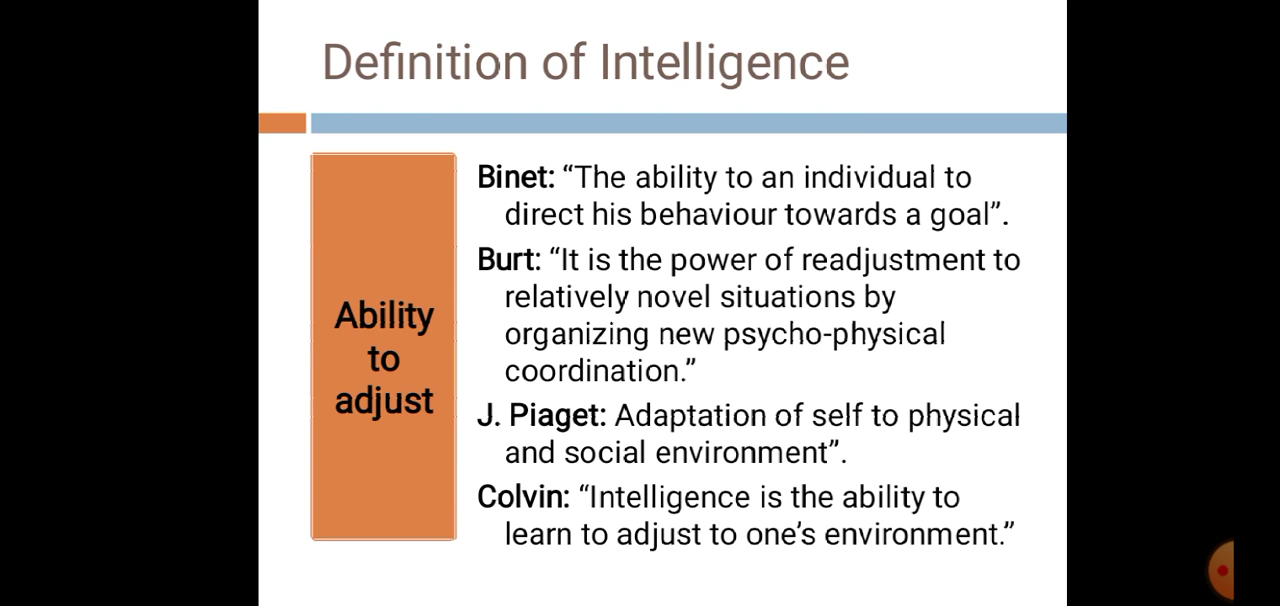 Definition of Intelligence
Ability
to
adjust
Binet: “The ability to an individual to
direct his behaviour towards a goal”.
Burt: “It is the power of readjustment to
relatively novel situations by
organizing new psycho-physical
coordination.”
J. Piaget: Adaptation of self to physical
and social environment”.
Colvin: “Intelligence is the ability to
learn to adjust to one’s environment.”